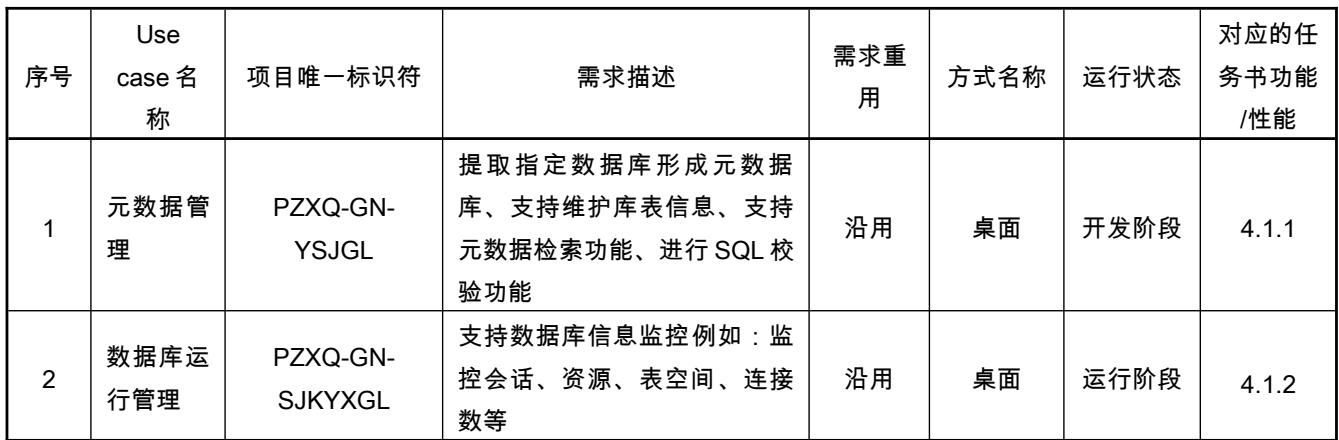 序号
Use
case 名
称
项目唯一标识符
需求描述
需求重
用
方式名称
运行状态
对应的任
务书功能
/性能
1
元数据管
理
PZXQ-GN-
YSJGL
提取指定数据库形成元数据
库、支持维护库表信息、支持
元数据检索功能、进行 SQL 校
验功能
沿用
桌面
开发阶段
4.1.1
2
数据库运
行管理
PZXQ-GN-
SJKYXGL
支持数据库信息监控例如：监
控会话、资源、表空间、连接
数等
沿用
桌面
运行阶段
4.1.2